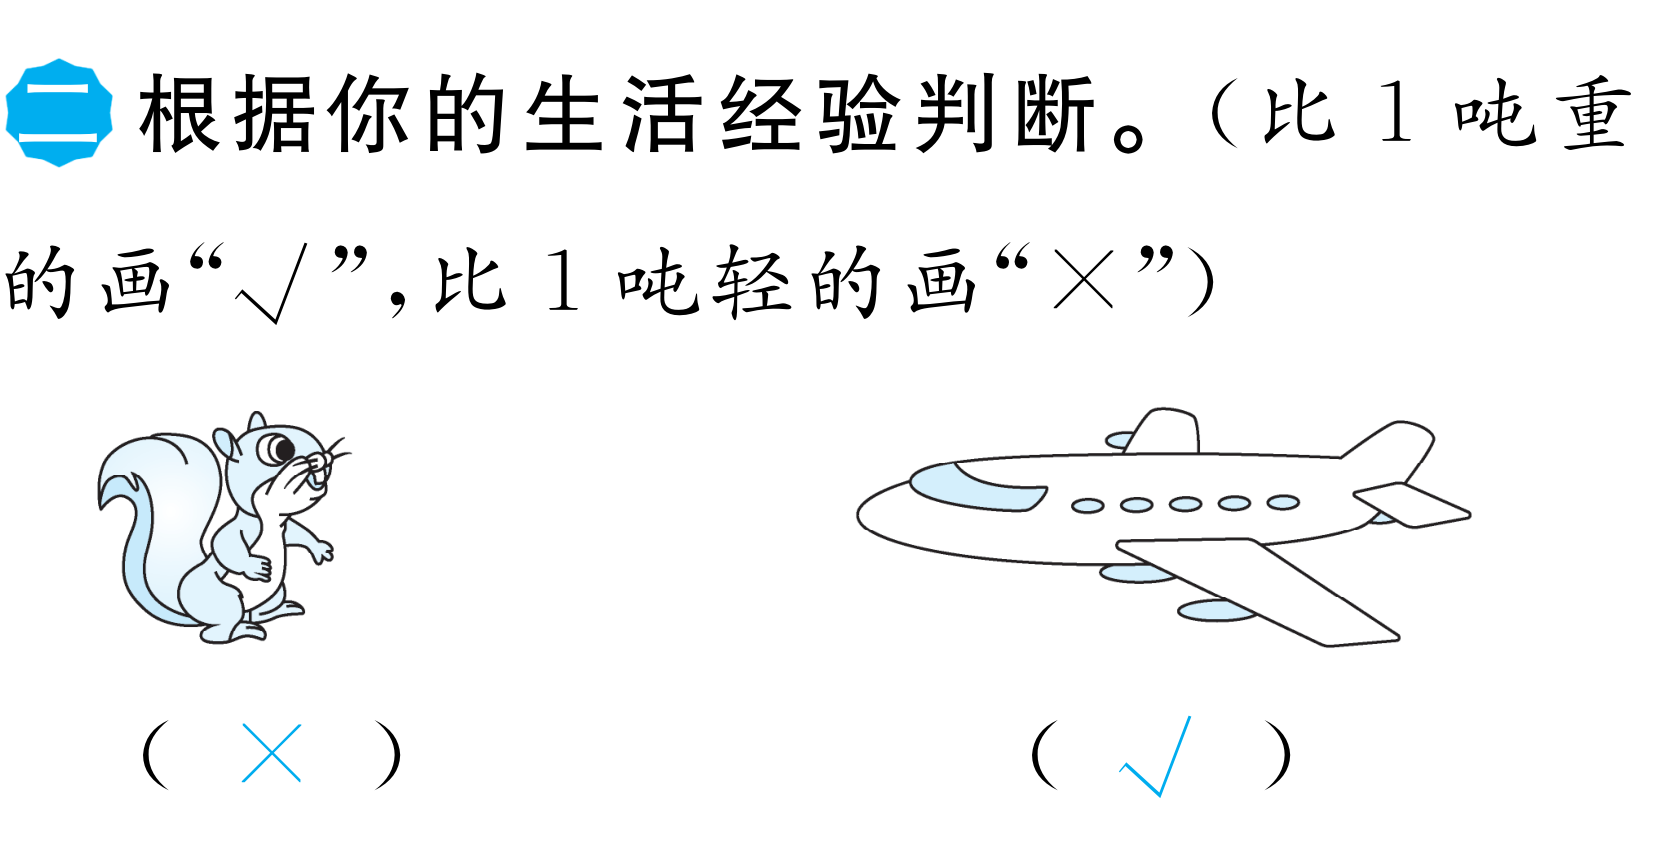 二 根据你的生活经验判断。(比 1 吨重
的画“√”,比 1 吨轻的画“×”)
( × ) ( √ )